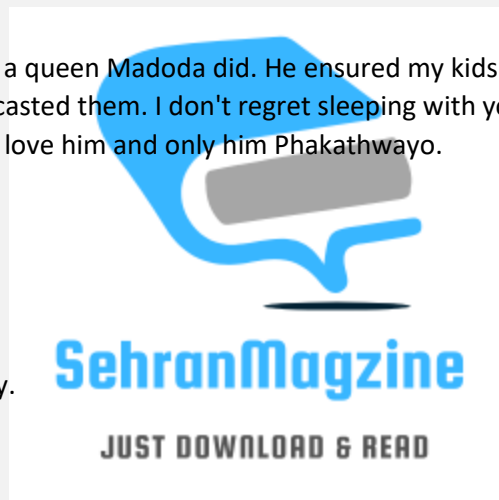 a queen Madoda did. He ensured my kids
casted them. I don't regret sleeping with
love him and only him Phakathwayo.
y.
SehranMagzine
JUST DOWNLOAD & READ